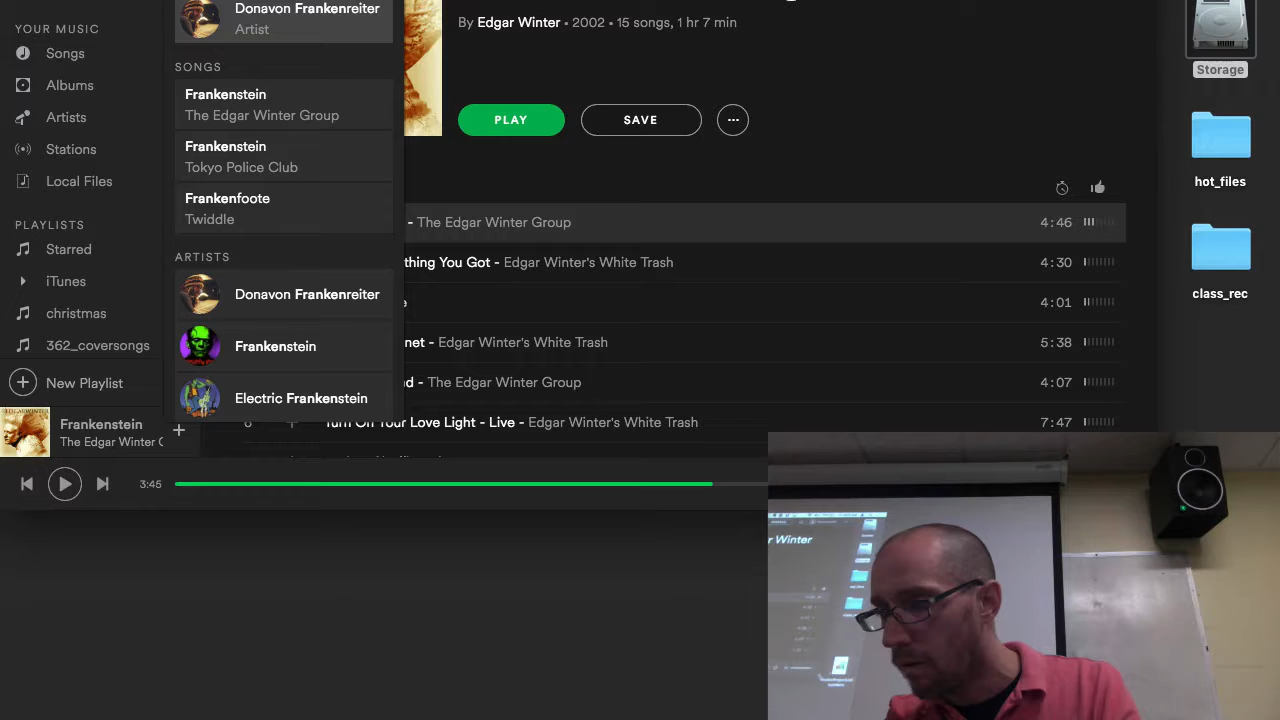 YOUR MUSIC
Songs
Albums
Artists
Stations
Local Files
PLAYLISTS
Starred
iTunes
christmas
362_coversongs
New Playlist
Frankenstein
The Edgar Winter G
3:45
Donavon Frankenreiter
Artist
SONGS
Frankenstein
The Edgar Winter Group
Frankenstein
Tokyo Police Club
Frankenfoote
Twiddle
ARTISTS
Donavon Frankenreiter
Frankenstein
Electric Frankenstein
By Edgar Winter • 2002 • 15 songs, 1 hr 7 min
PLAY
SAVE
- The Edgar Winter Group 4:46
thing You Got - Edgar Winter's White Trash 4:30
e 4:01
net - Edgar Winter's White Trash 5:38
d - The Edgar Winter Group 4:07
Turn On Your Love Light - Live - Edgar Winter's White Trash 7:47
Storage
hot_files
class_rec
r Winter